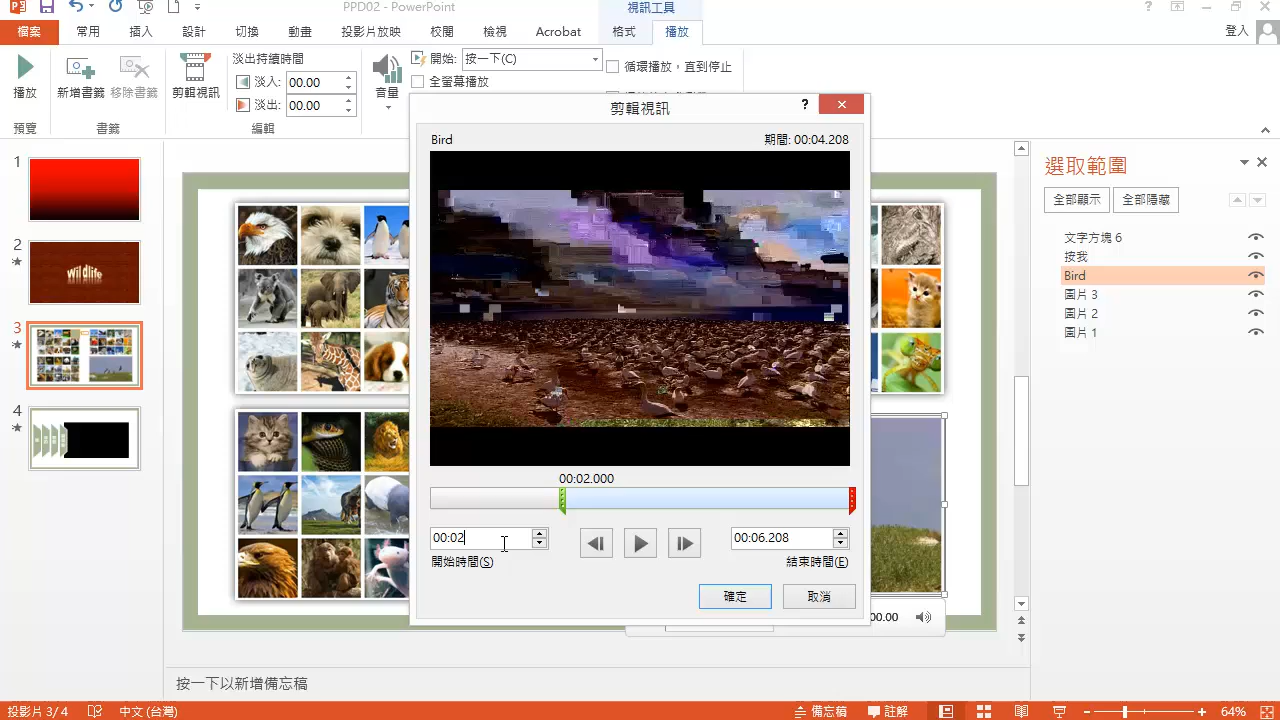 PPD02 - PowerPoint
視訊工具
檔案
常用
插入
設計
切換
動畫
投影片放映
校閱
檢視
Acrobat
格式
播放
登入
播放
新增書籤
移除書籤
剪輯視訊
淡出持續時間
淡入: 00.00
淡出: 00.00
音量
開始: 按一下(C)
全螢幕播放
循環播放，直到停止
預覽
書籤
編輯
1
2
Wildlife
3
4
剪輯視訊
Bird
期間: 00:04.208
00:02.000
00:02
00:06.208
開始時間(S)
結束時間(E)
確定
取消
00.00
選取範圍
全部顯示
全部隱藏
文字方塊 6
按我
Bird
圖片 3
圖片 2
圖片 1
按一下以新增備忘稿
投影片 3/4
中文 (台灣)
備忘稿
註解
64%